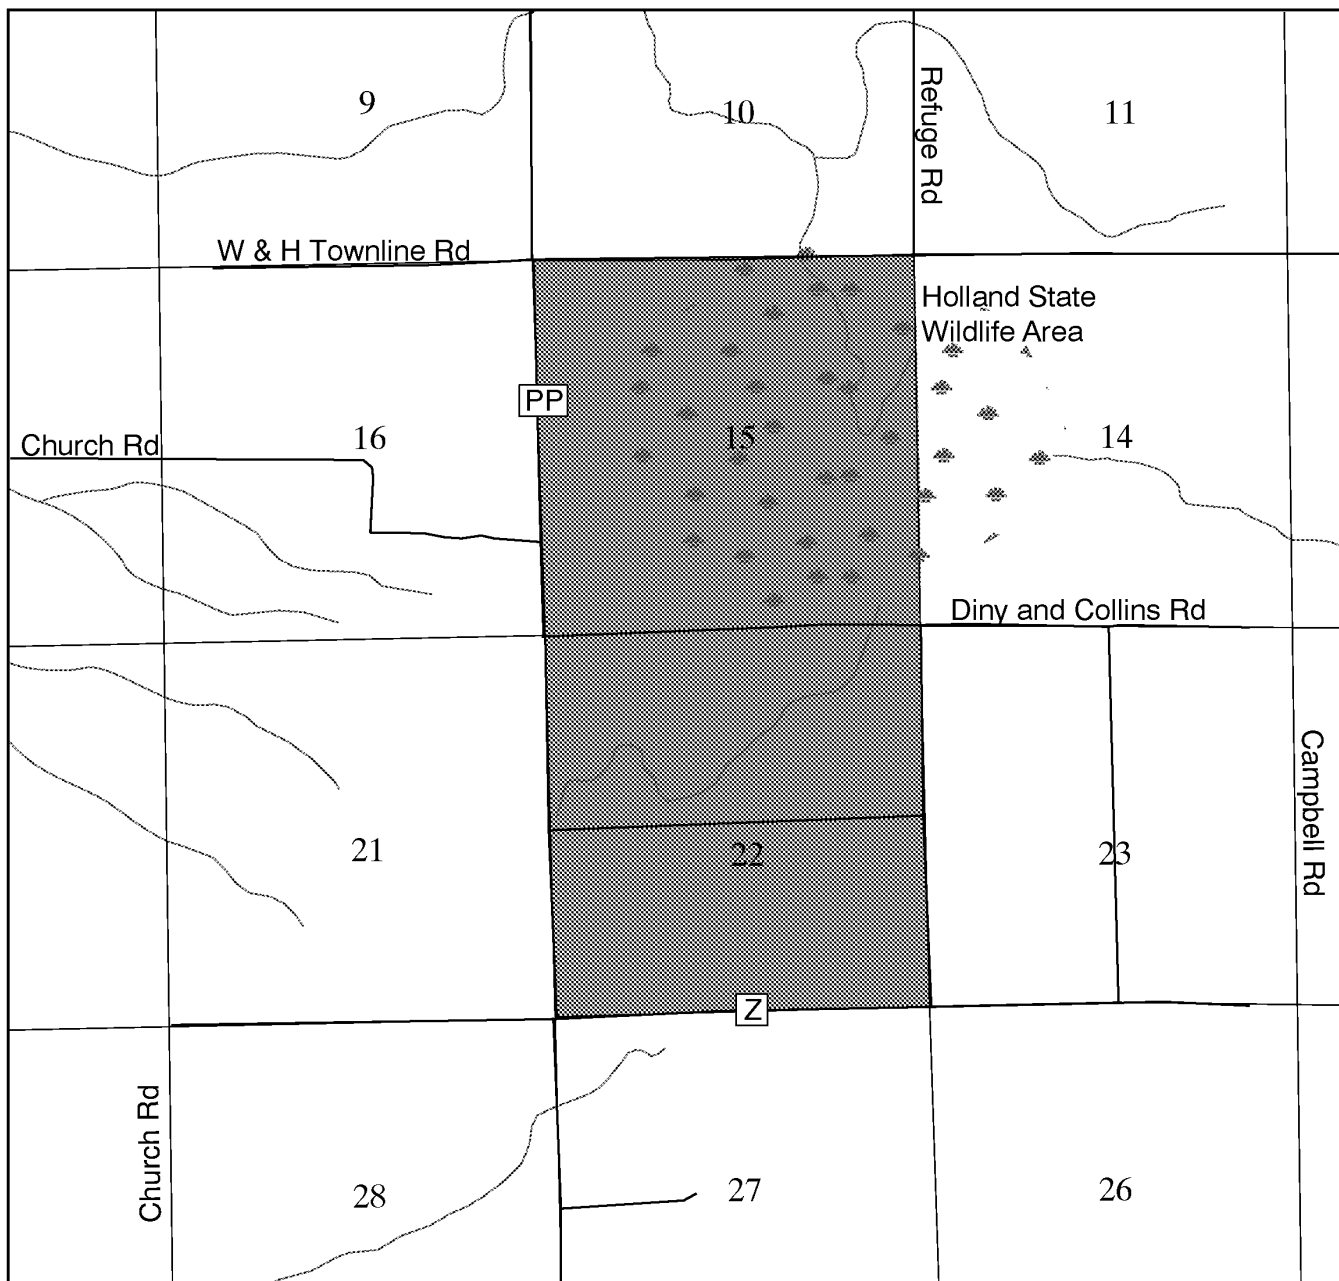 9
10
11
Refuge Rd
W & H Townline Rd
Holland State
Wildlife Area
PP
Church Rd
16
15
14
Diny and Collins Rd
Campbell Rd
21
22
23
Z
Church Rd
28
27
26